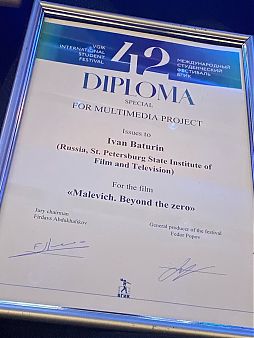 VGIK
INTERNATIONAL
STUDENT
FESTIVAL
42
МЕЖДУНАРОДНЫЙ
СТУДЕНЧЕСКИЙ
ФЕСТИВАЛЬ
ВГИК
DIPLOMA
SPECIAL
FOR MULTIMEDIA PROJECT
Issues to
Ivan Baturin
(Russia, St. Petersburg State Institute of
Film and Television)
For the film
«Malevich. Beyond the zero»
Jury chairman
Firdavs Abdukhalikov
General producer of the festival
Fedor Popov
ВГИК